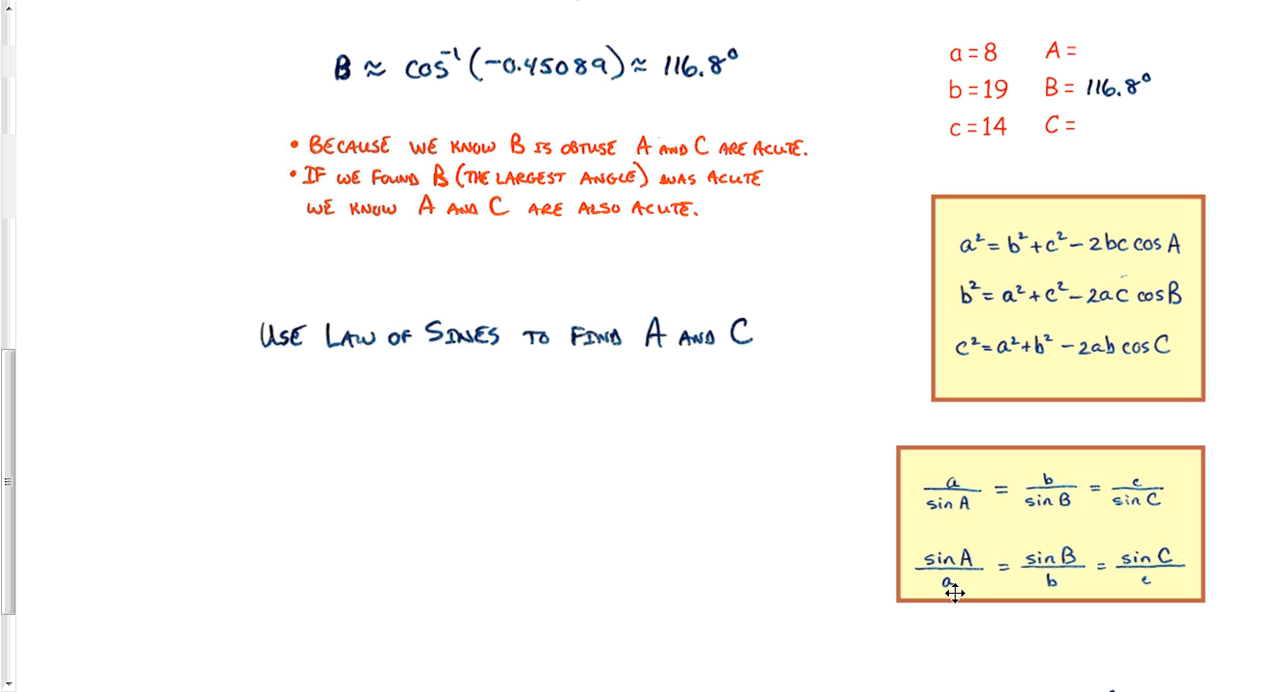 B ≈ cos⁻¹(-0.45089) ≈ 116.8°
• BECAUSE WE KNOW B IS OBTUSE A AND C ARE ACUTE.
• IF WE FOUND B (THE LARGEST ANGLE) WAS ACUTE
WE KNOW A AND C ARE ALSO ACUTE.
USE LAW OF SINES TO FIND A AND C
a = 8 A =
b = 19 B = 116.8°
c = 14 C =
a² = b² + c² - 2bc cos A
b² = a² + c² - 2ac cos B
c² = a² + b² - 2ab cos C
a/sin A = b/sin B = c/sin C
sin A/a = sin B/b = sin C/c